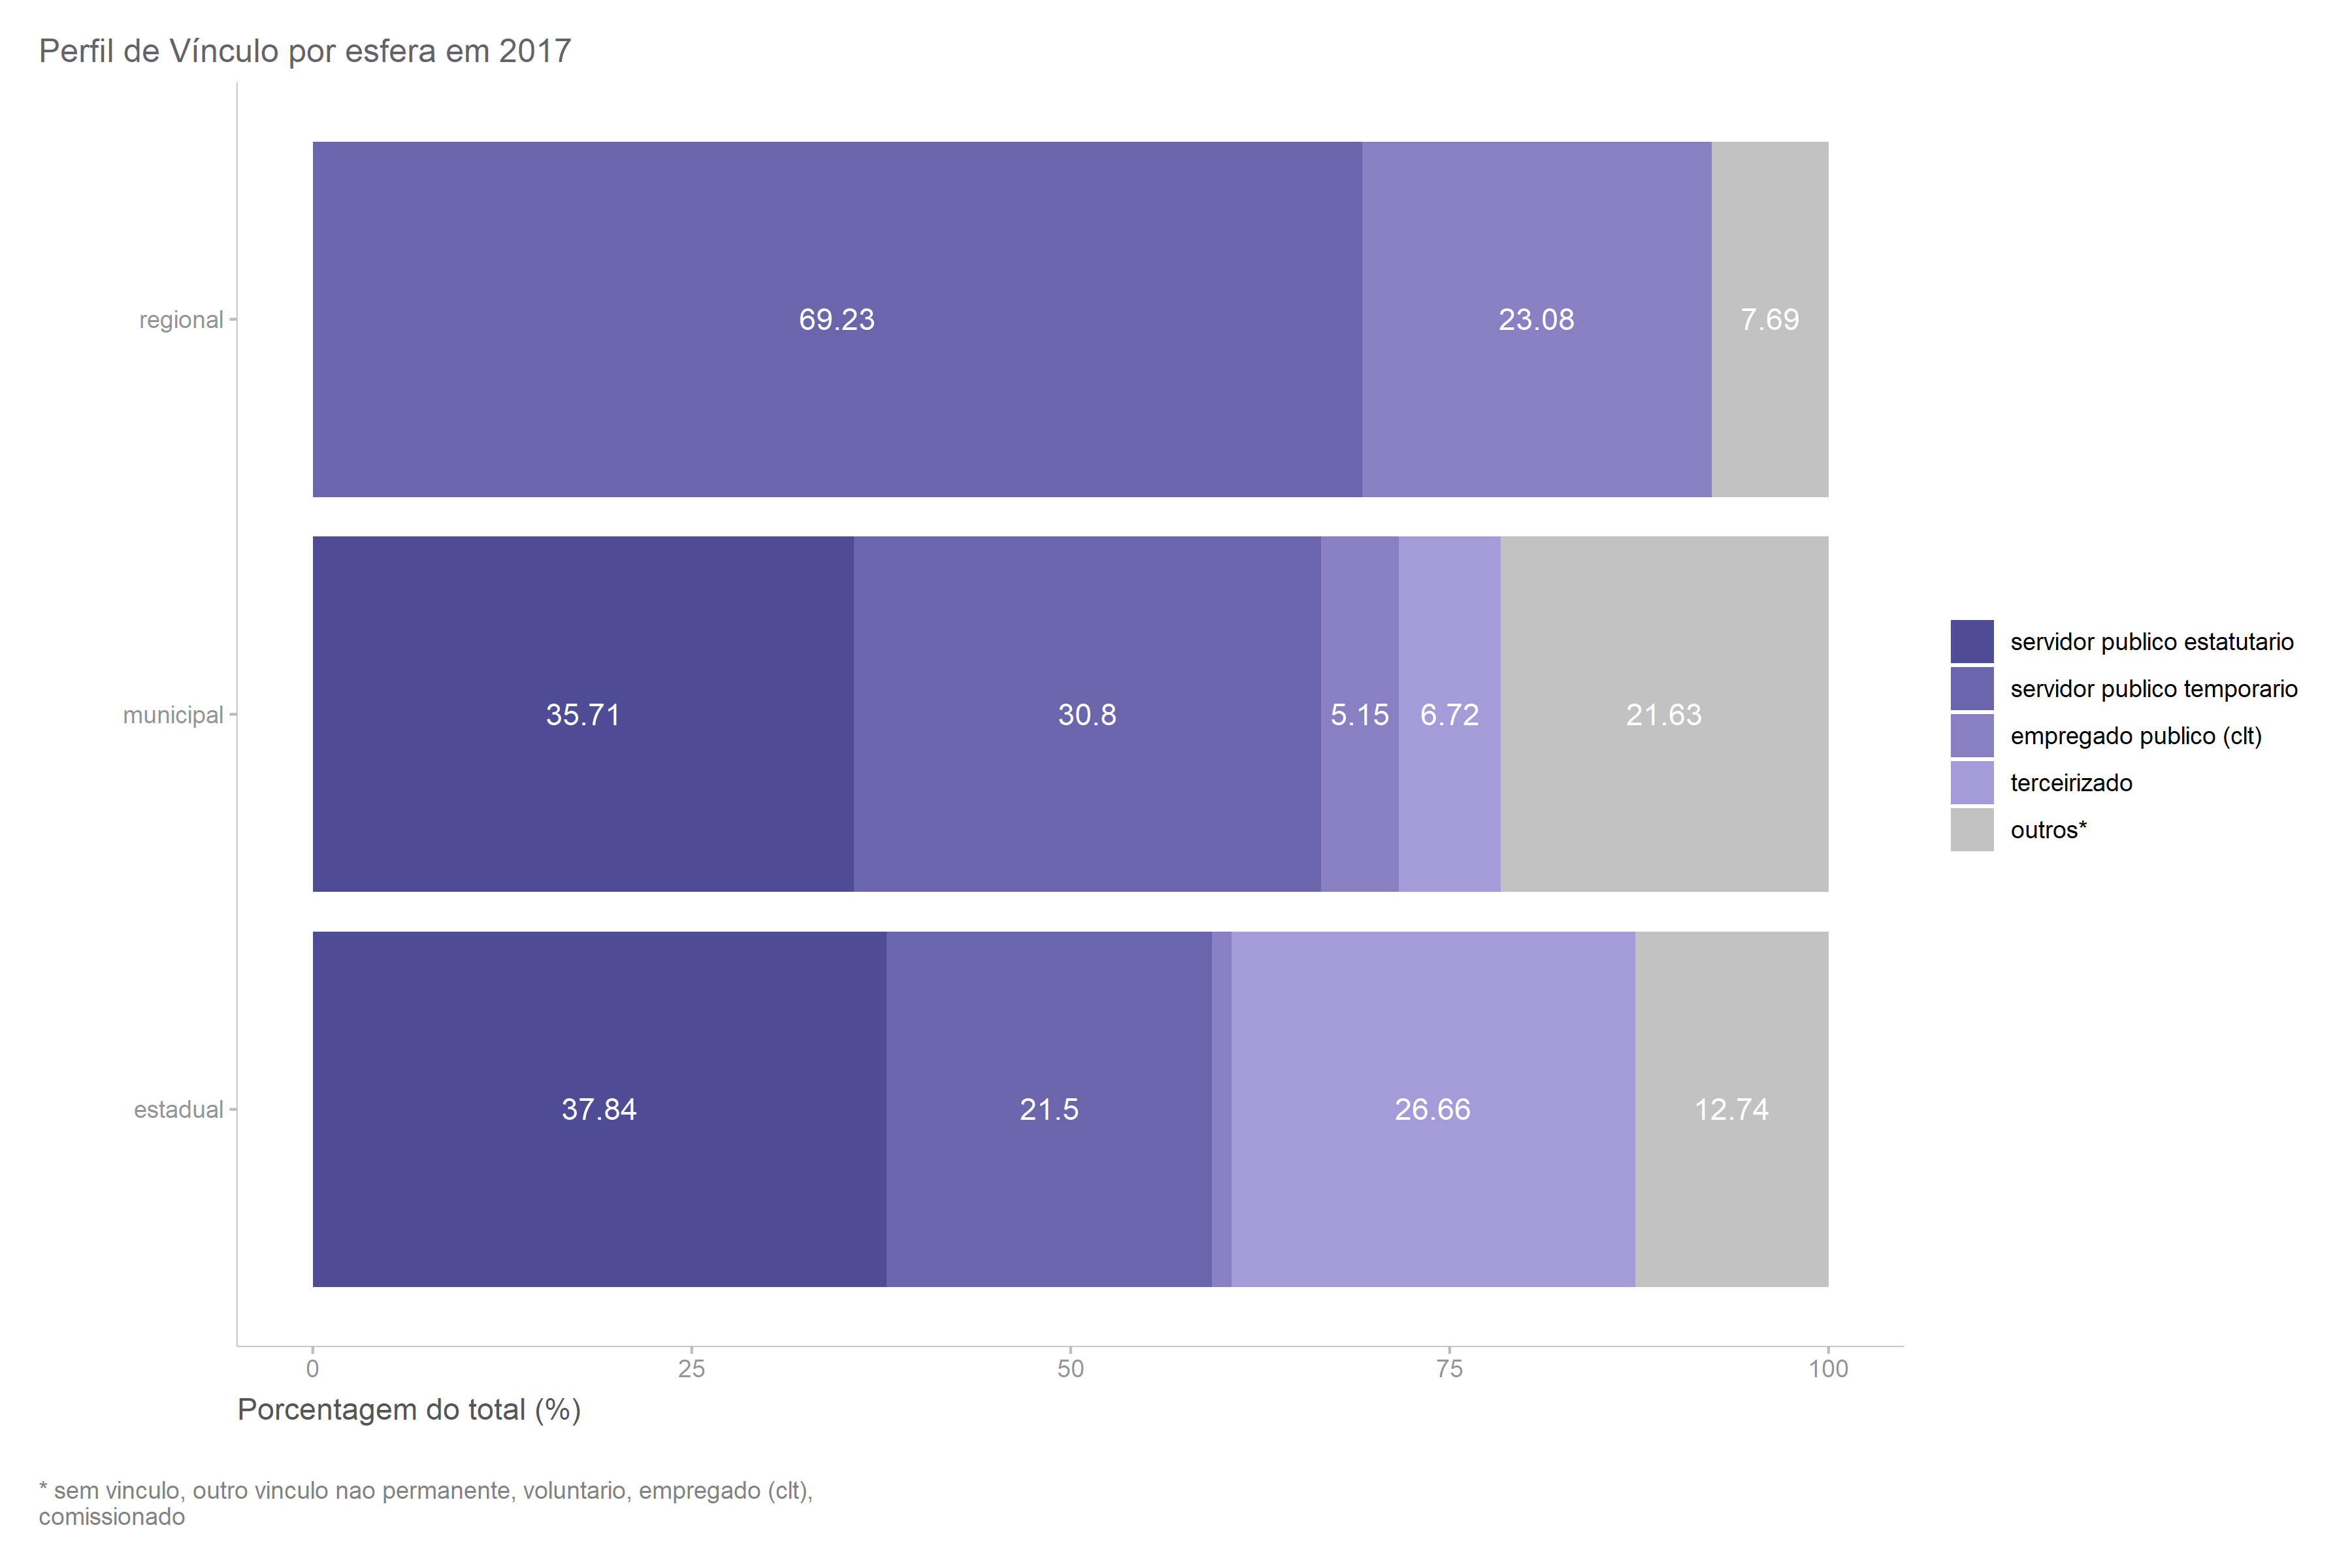 Perfil de Vínculo por esfera em 2017
regional
69.23
23.08
7.69
municipal
35.71
30.8
5.15
6.72
21.63
estadual
37.84
21.5
26.66
12.74
0
25
50
75
100
Porcentagem do total (%)
servidor publico estatutario
servidor publico temporario
empregado publico (clt)
terceirizado
outros*
* sem vinculo, outro vinculo nao permanente, voluntario, empregado (clt),
comissionado